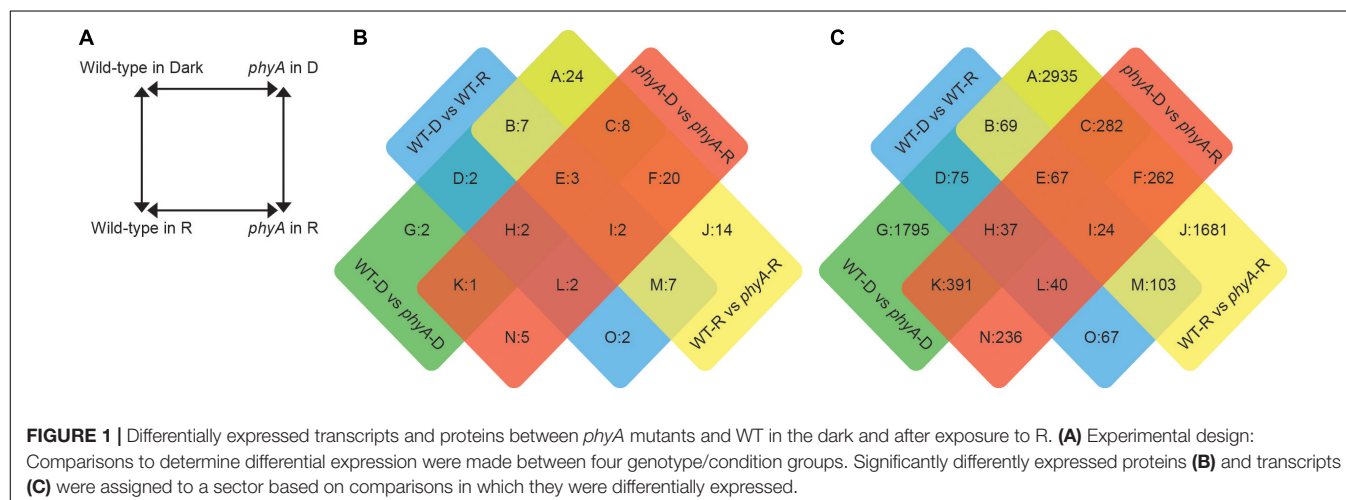 A
Wild-type in Dark
phyA in D
Wild-type in R
phyA in R
B
WT-D vs WT-R
phyA-D vs phyA-R
WT-D vs phyA-D
WT-R vs phyA-R
A:24
B:7
C:8
D:2
E:3
F:20
G:2
H:2
I:2
J:14
K:1
L:2
M:7
N:5
O:2
C
WT-D vs WT-R
phyA-D vs phyA-R
WT-D vs phyA-D
WT-R vs phyA-R
A:2935
B:69
C:282
D:75
E:67
F:262
G:1795
H:37
I:24
J:1681
K:391
L:40
M:103
N:236
O:67
FIGURE 1 | Differentially expressed transcripts and proteins between phyA mutants and WT in the dark and after exposure to R. (A) Experimental design:
Comparisons to determine differential expression were made between four genotype/condition groups. Significantly differently expressed proteins (B) and transcripts
(C) were assigned to a sector based on comparisons in which they were differentially expressed.